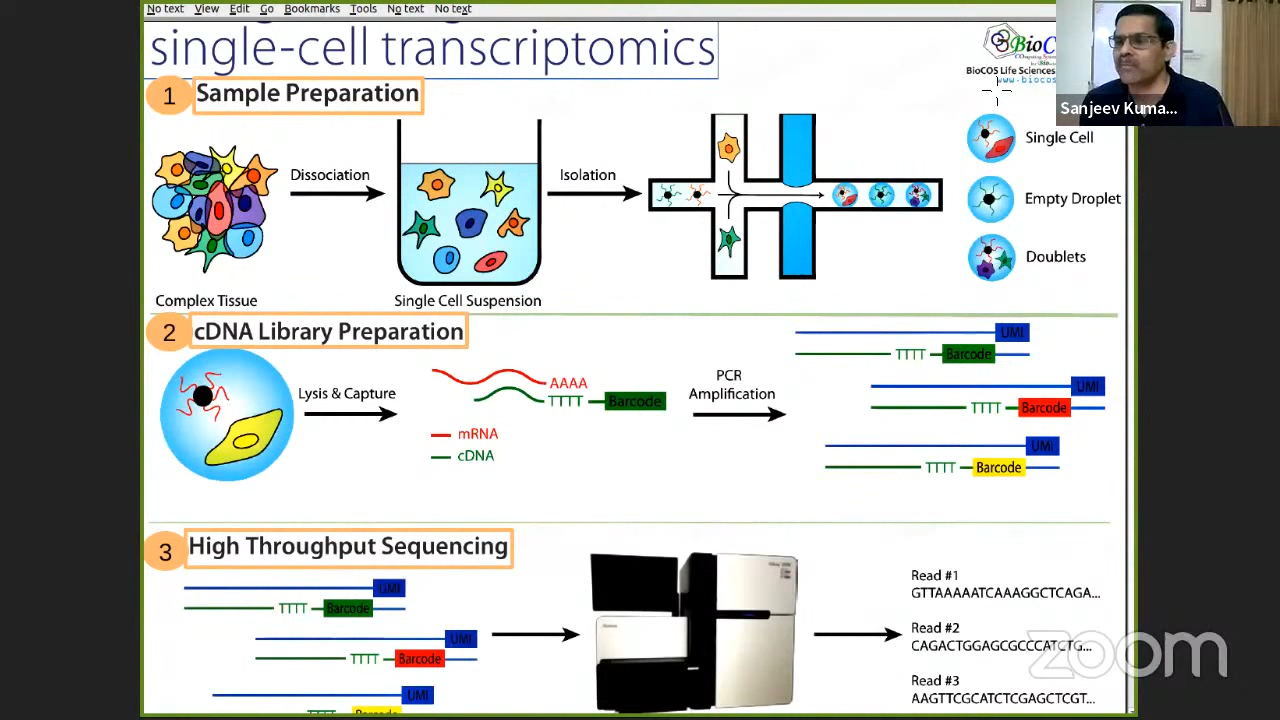 No text View Edit Go Bookmarks Tools No text No text
single-cell transcriptomics
BioC
BioCOS Life Sciences
www.biocos
Sanjeev Kuma...
1 Sample Preparation
Dissociation
Isolation
Complex Tissue
Single Cell Suspension
Single Cell
Empty Droplet
Doublets
2 cDNA Library Preparation
Lysis & Capture
AAAA
TTTT Barcode
mRNA
cDNA
PCR
Amplification
UMI
TTTT Barcode
UMI
TTTT Barcode
UMI
TTTT Barcode
3 High Throughput Sequencing
UMI
TTTT Barcode
UMI
TTTT Barcode
UMI
TTTT Barcode
Read #1
GTTAAAAATCAAAGGCTCAGA...
Read #2
CAGACTGGAGCGCCCATCTG...
Read #3
AAGTTCGCATCTCGAGCTCGT...
zoom